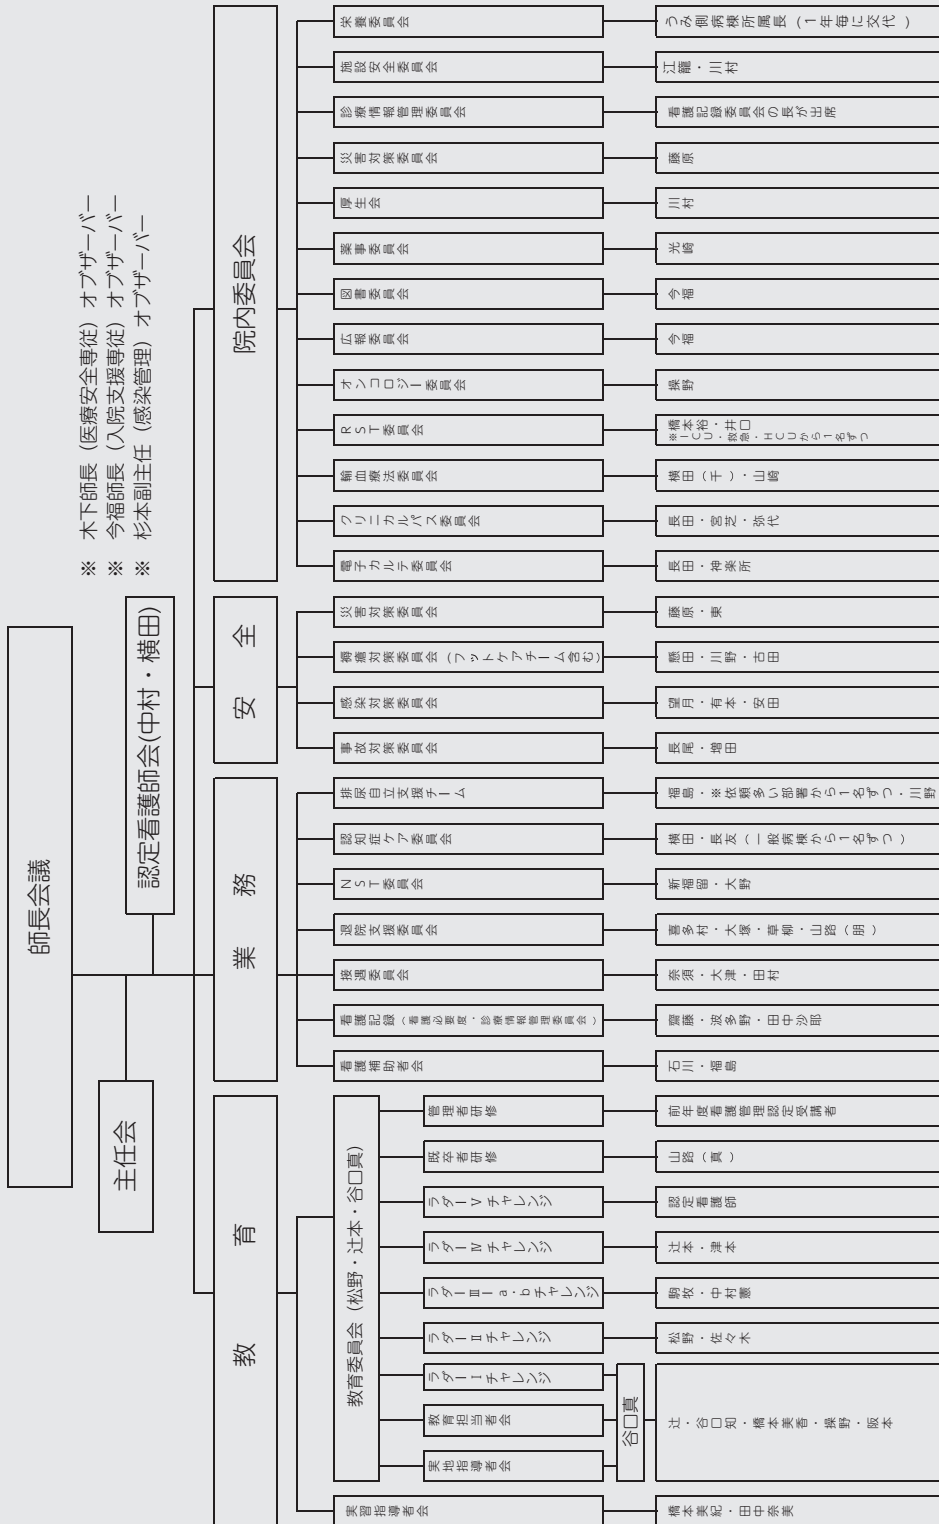 師長会議
主任会
認定看護師会(中村・横田)
※　木下師長（医療安全専従）オブザーバー
※　今福師長（入院支援専従）オブザーバー
※　杉本副主任（感染管理）オブザーバー
教　育
実習指導者会
橋本美紀・田中奈美
教育委員会（松野・辻本・谷口真）
実地指導者会
教育担当者会
ラダーⅠチャレンジ
谷口真
辻・谷口知・橋本美香・操野・阪本
ラダーⅡチャレンジ
松野・佐々木
ラダーⅢーa・bチャレンジ
駒牧・中村憲
ラダーⅣチャレンジ
辻本・津本
ラダーⅤチャレンジ
認定看護師
既卒者研修
山路（真）
管理者研修
前年度看護管理認定受講者
業　務
看護補助者会
石川・福島
看護記録（看護必要度・診療情報管理委員会）
齋藤・波多野・田中沙耶
接遇委員会
奈須・大津・田村
退院支援委員会
喜多村・大塚・草柳・山路（朋）
NST委員会
新福留・大野
認知症ケア委員会
横田・長友（一般病棟から1名ずつ）
排尿自立支援チーム
福島・※依頼多い部署から1名ずつ・川野
安　全
事故対策委員会
長尾・増田
感染対策委員会
望月・有本・安田
褥瘡対策委員会（フットケアチーム含む）
懸田・川野・古田
災害対策委員会
藤原・東
院内委員会
電子カルテ委員会
長田・神楽所
クリニカルパス委員会
長田・宮芝・弥代
輸血療法委員会
横田（千）・山崎
RST委員会
橋本裕・井口
※ICU・救急・HCUから1名ずつ
オンコロジー委員会
操野
広報委員会
今福
図書委員会
今福
薬事委員会
光崎
厚生会
川村
災害対策委員会
藤原
診療情報管理委員会
看護記録委員会の長が出席
施設安全委員会
江籠・川村
栄養委員会
うみ側病棟所属長（1年毎に交代）